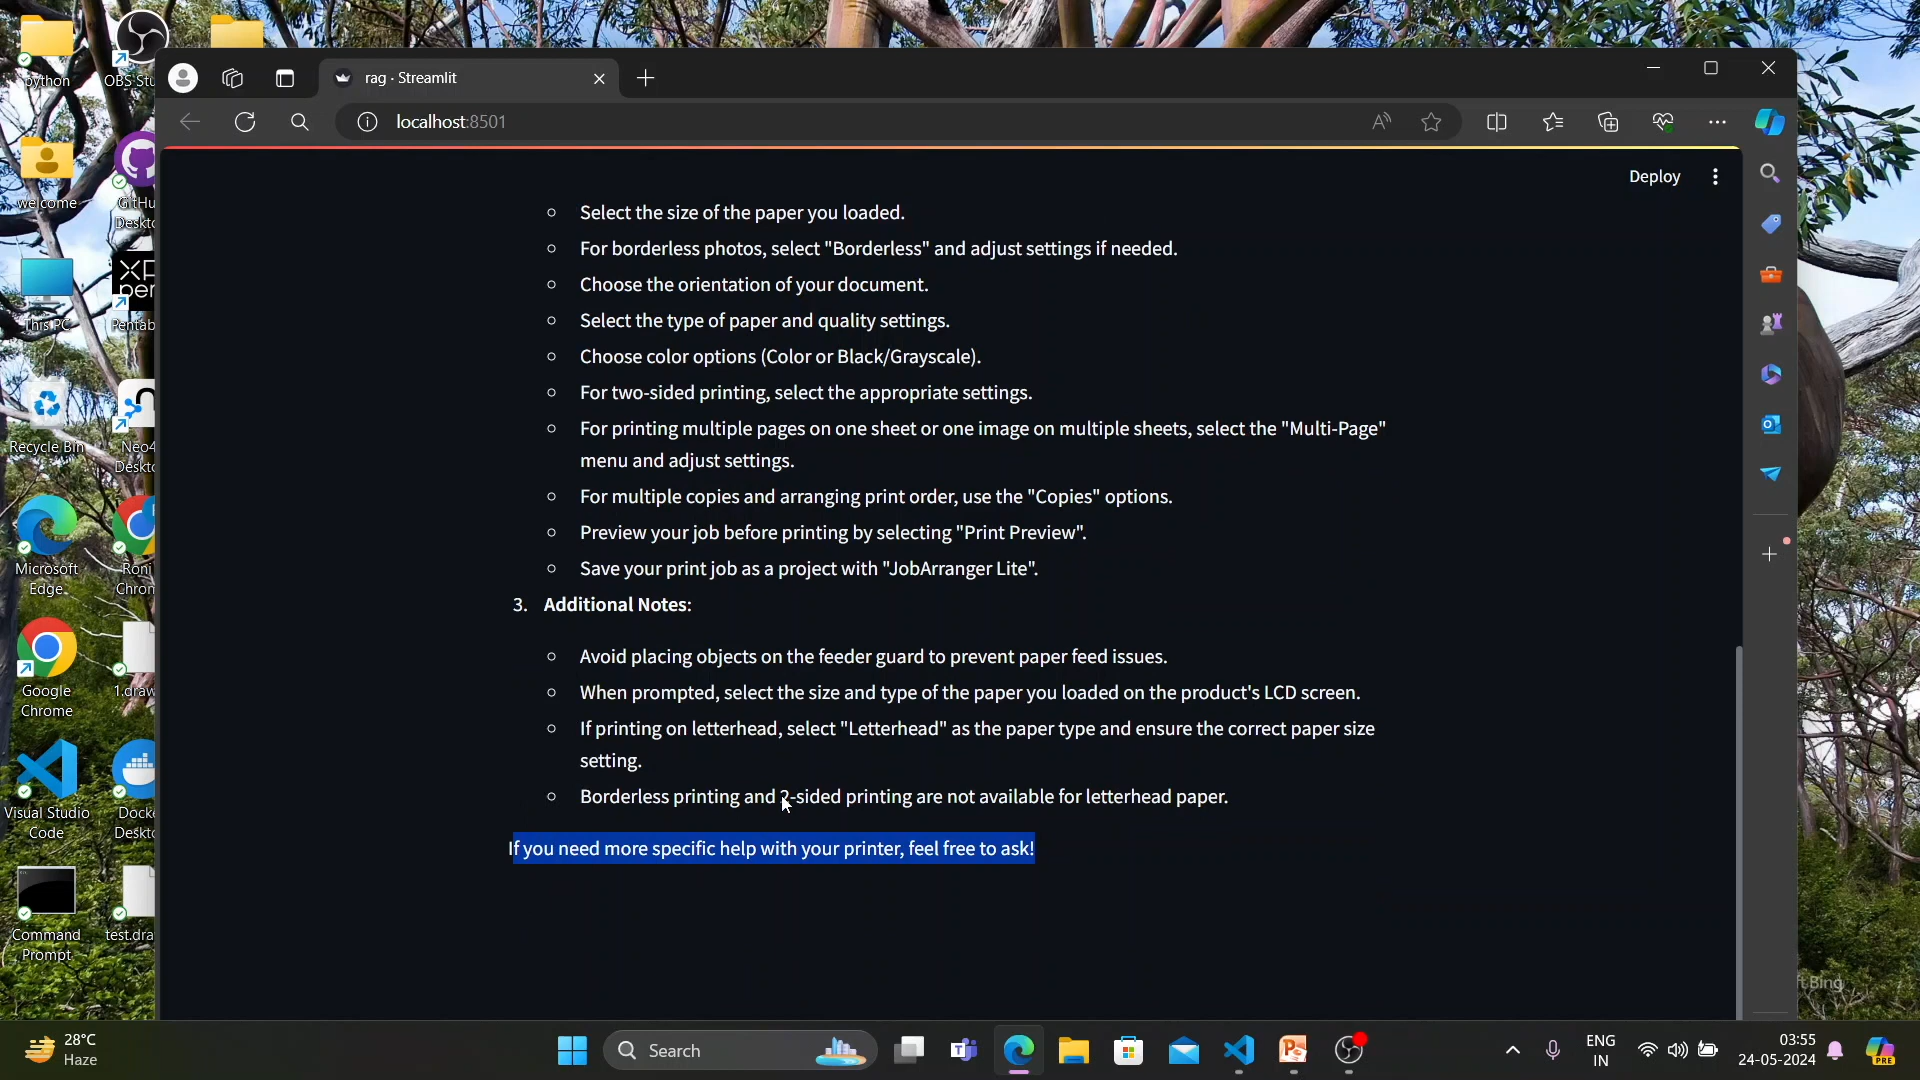 python
OBS Stu
rag · Streamlit
localhost:8501
Deploy
Select the size of the paper you loaded.
For borderless photos, select "Borderless" and adjust settings if needed.
Choose the orientation of your document.
Select the type of paper and quality settings.
Choose color options (Color or Black/Grayscale).
For two-sided printing, select the appropriate settings.
For printing multiple pages on one sheet or one image on multiple sheets, select the "Multi-Page"
menu and adjust settings.
For multiple copies and arranging print order, use the "Copies" options.
Preview your job before printing by selecting "Print Preview".
Save your print job as a project with "JobArranger Lite".
3. Additional Notes:
Avoid placing objects on the feeder guard to prevent paper feed issues.
When prompted, select the size and type of the paper you loaded on the product's LCD screen.
If printing on letterhead, select "Letterhead" as the paper type and ensure the correct paper size
setting.
Borderless printing and 2-sided printing are not available for letterhead paper.
If you need more specific help with your printer, feel free to ask!
welcome
GitHu
Deskto
This PC
XP
per
Pentab
Recycle Bin
Neo4
Deskto
Microsoft
Edge
Roni
Chrom
Google
Chrome
1.draw
Visual Studio
Code
Docke
Deskto
Command
Prompt
test.dra
ft Bing
28°C
Haze
Search
ENG
IN
03:55
24-05-2024
PRE